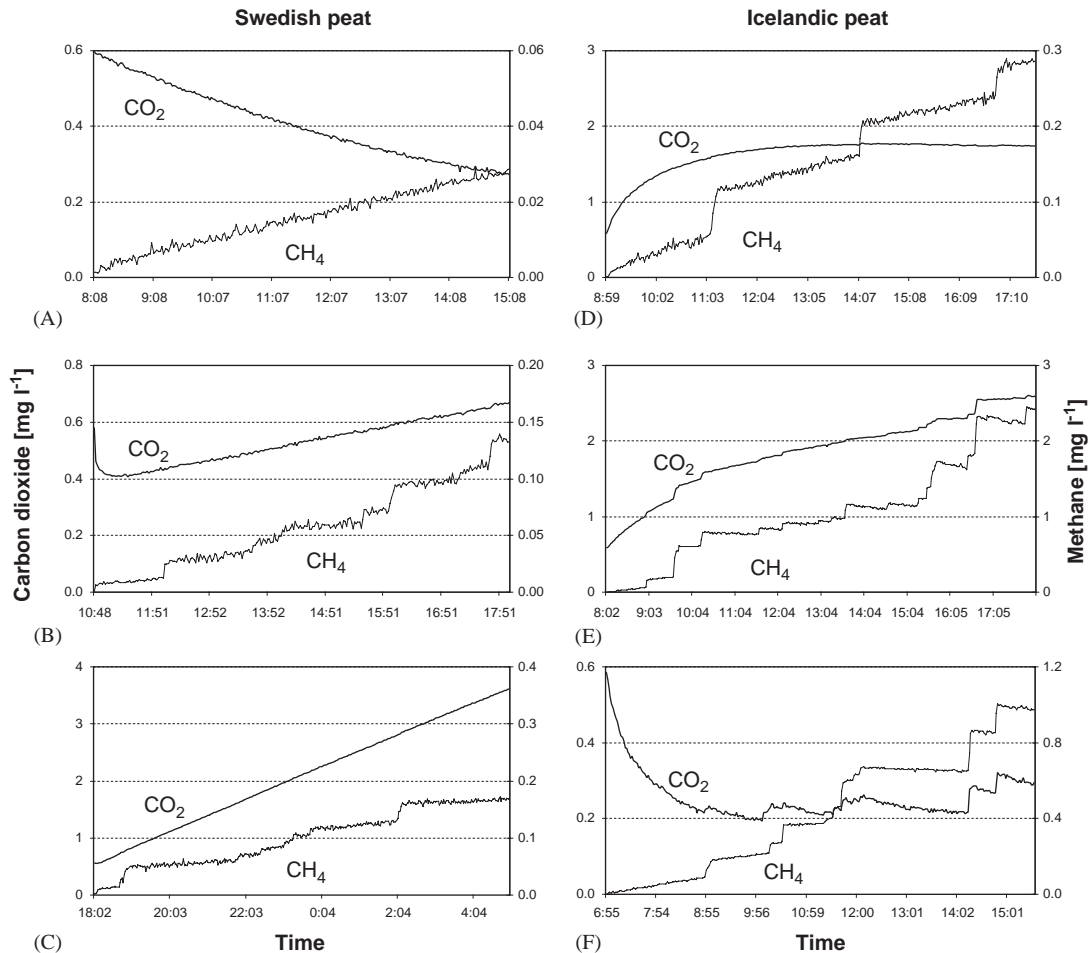 Swedish peat
Icelandic peat
0.6
0.4
0.2
0.0
CO2
CH4
0.06
0.04
0.02
0.00
8:08 9:08 10:07 11:07 12:07 13:07 14:08 15:08
(A)
3
2
1
0
CO2
CH4
0.3
0.2
0.1
0.0
8:59 10:02 11:03 12:04 13:05 14:07 15:08 16:09 17:10
(D)
Carbon dioxide [mg l-1]
0.8
0.6
0.4
0.2
0.0
CO2
CH4
0.20
0.15
0.10
0.05
0.00
10:48 11:51 12:52 13:52 14:51 15:51 16:51 17:51
(B)
3
2
1
0
CO2
CH4
3
2
1
0
8:02 9:03 10:04 11:04 12:04 13:04 14:04 15:04 16:05 17:05
(E)
Methane [mg l-1]
4
3
2
1
0
CO2
CH4
0.4
0.3
0.2
0.1
0.0
18:02 20:03 22:03 0:04 2:04 4:04
(C)
Time
0.6
0.4
0.2
0.0
CO2
1.2
0.8
0.4
0.0
CH4
6:55 7:54 8:55 9:56 10:59 12:00 13:01 14:02 15:01
(F)
Time